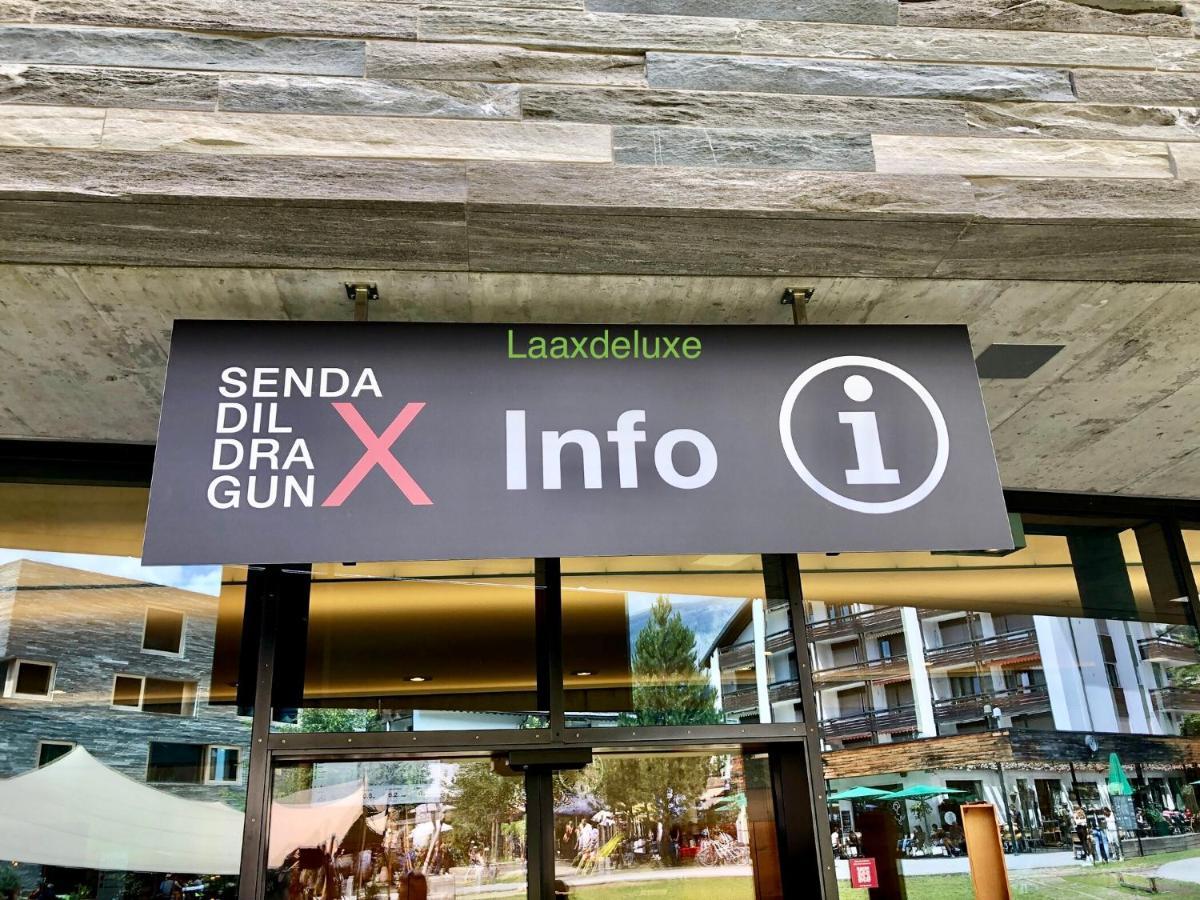 Laaxdeluxe
SENDA
DIL
DRA X
GUN
Info
i